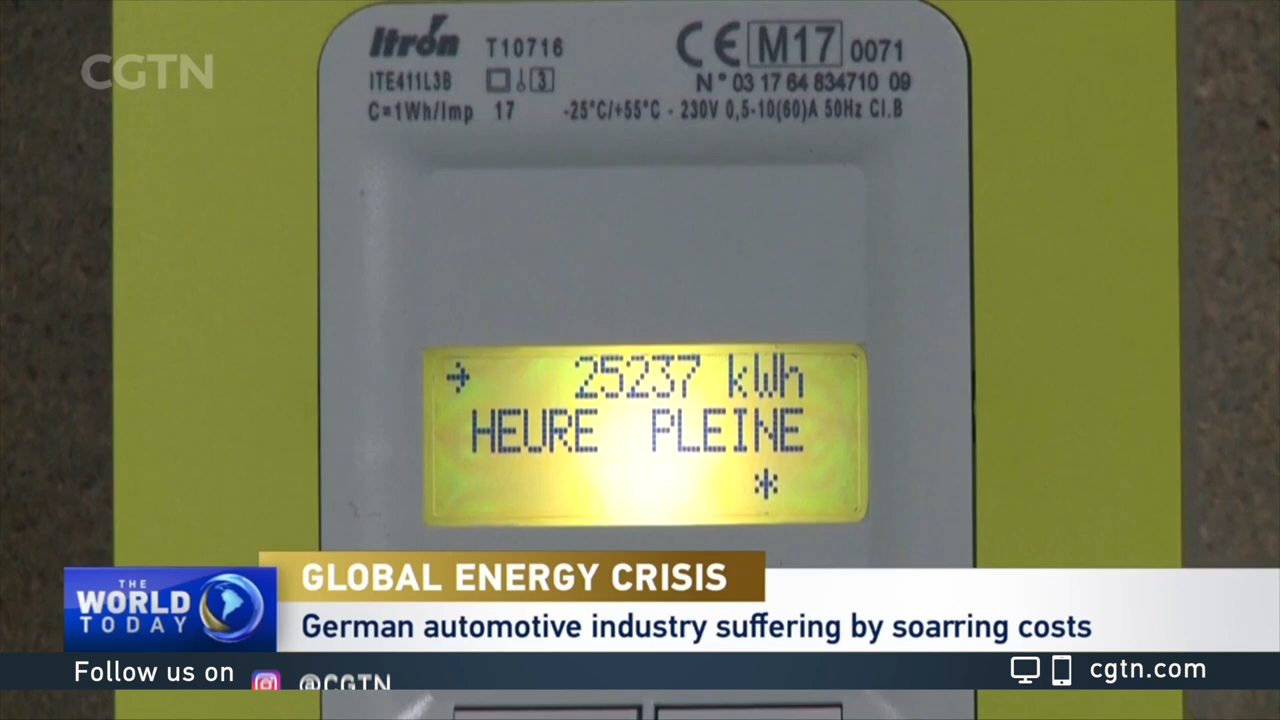 CGTN
Itron T10716
ITE411L3B 3
C=1Wh/Imp 17
CE M17 0071
N° 03 17 64 834710 09
-25°C/+55°C - 230V 0,5-10(60)A 50Hz Cl.B
→ 25237 kWh
HEURE PLEINE
*
GLOBAL ENERGY CRISIS
THE
WORLD
TODAY
German automotive industry suffering by soarring costs
Follow us on @CGTN
cgtn.com